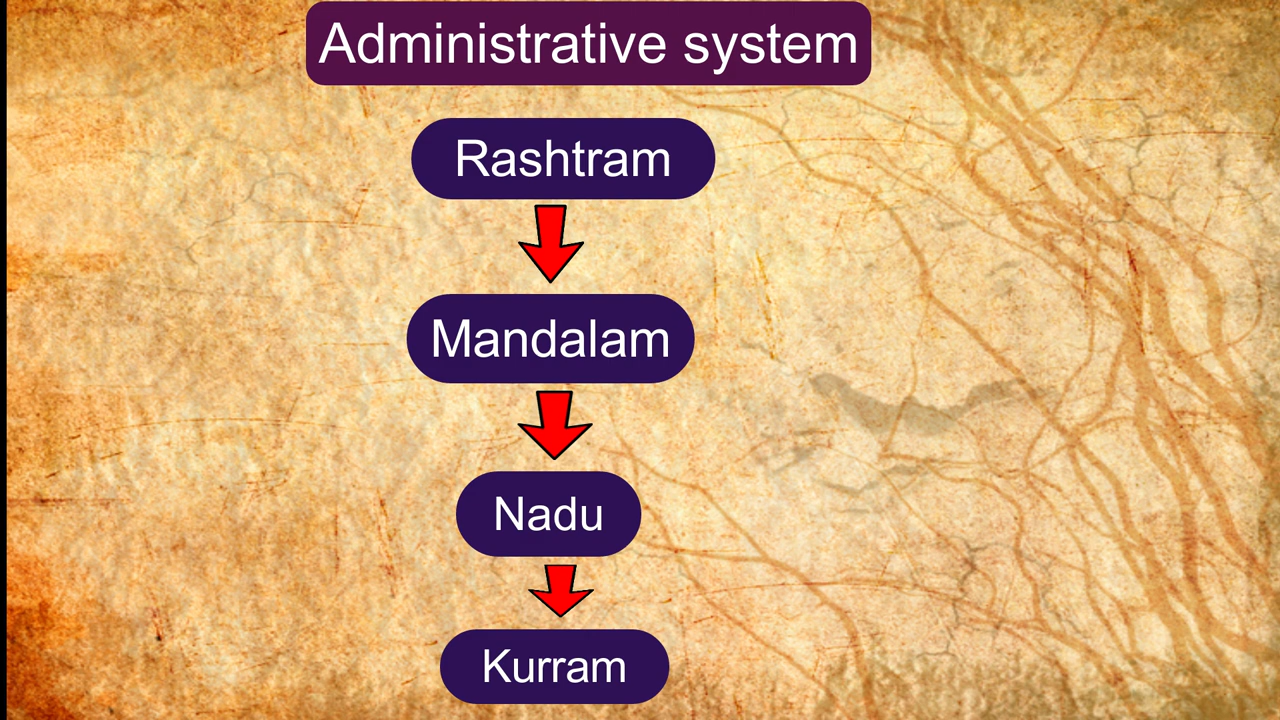 Administrative system
Rashtram
Mandalam
Nadu
Kurram